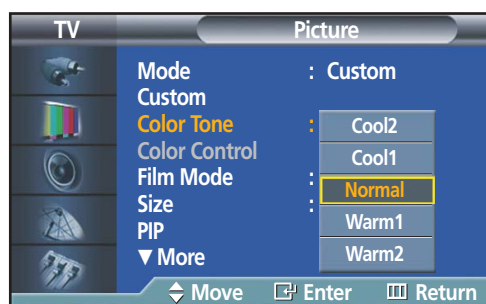 TV Picture
Mode : Custom
Custom
Color Tone : Cool2
Color Control Cool1
Film Mode : Normal
Size : Warm1
PIP
▼More Warm2
Move Enter Return